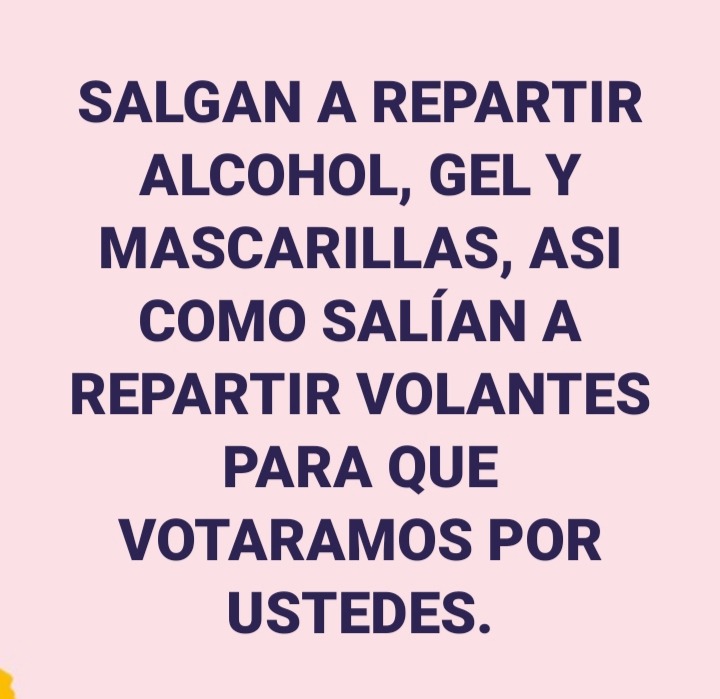 SALGAN A REPARTIR
ALCOHOL, GEL Y
MASCARILLAS, ASI
COMO SALÍAN A
REPARTIR VOLANTES
PARA QUE
VOTARAMOS POR
USTEDES.